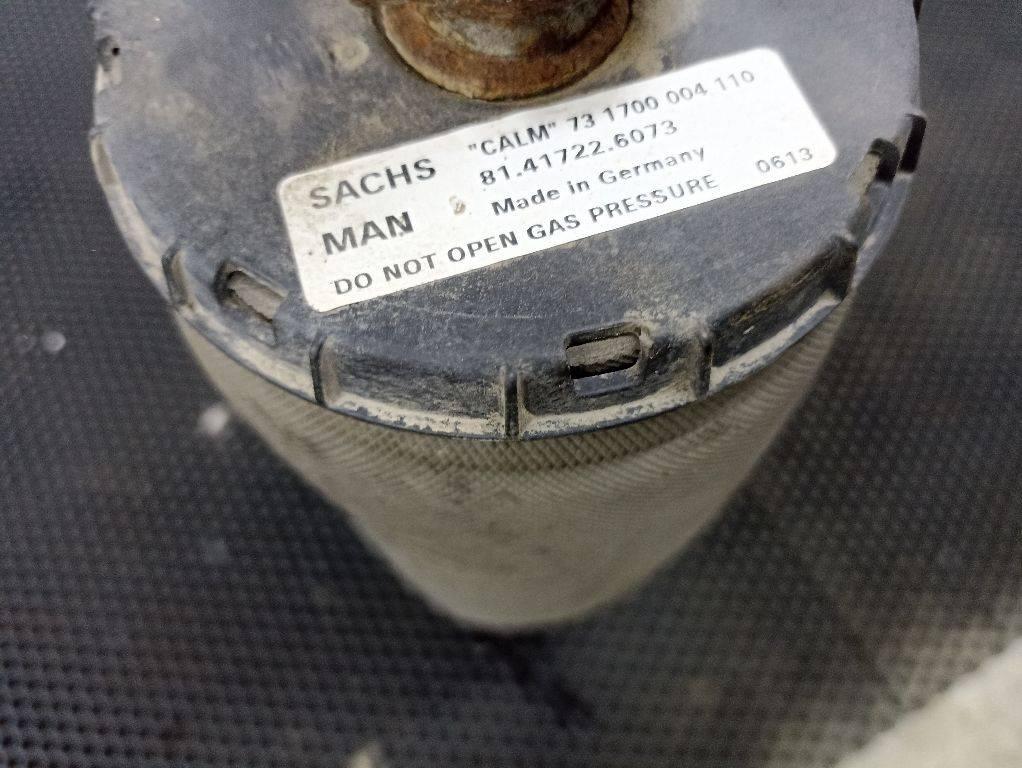 SACHS "CALM" 73 1700 004 110
81.41722.6073
MAN Made in Germany
DO NOT OPEN GAS PRESSURE 0613